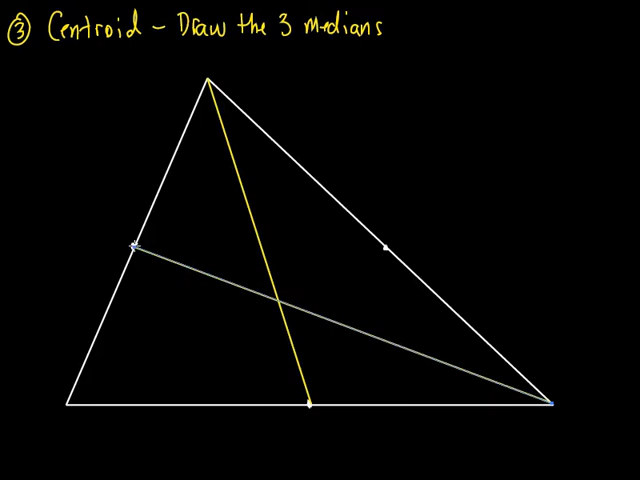 ③ Centroid – Draw the 3 medians